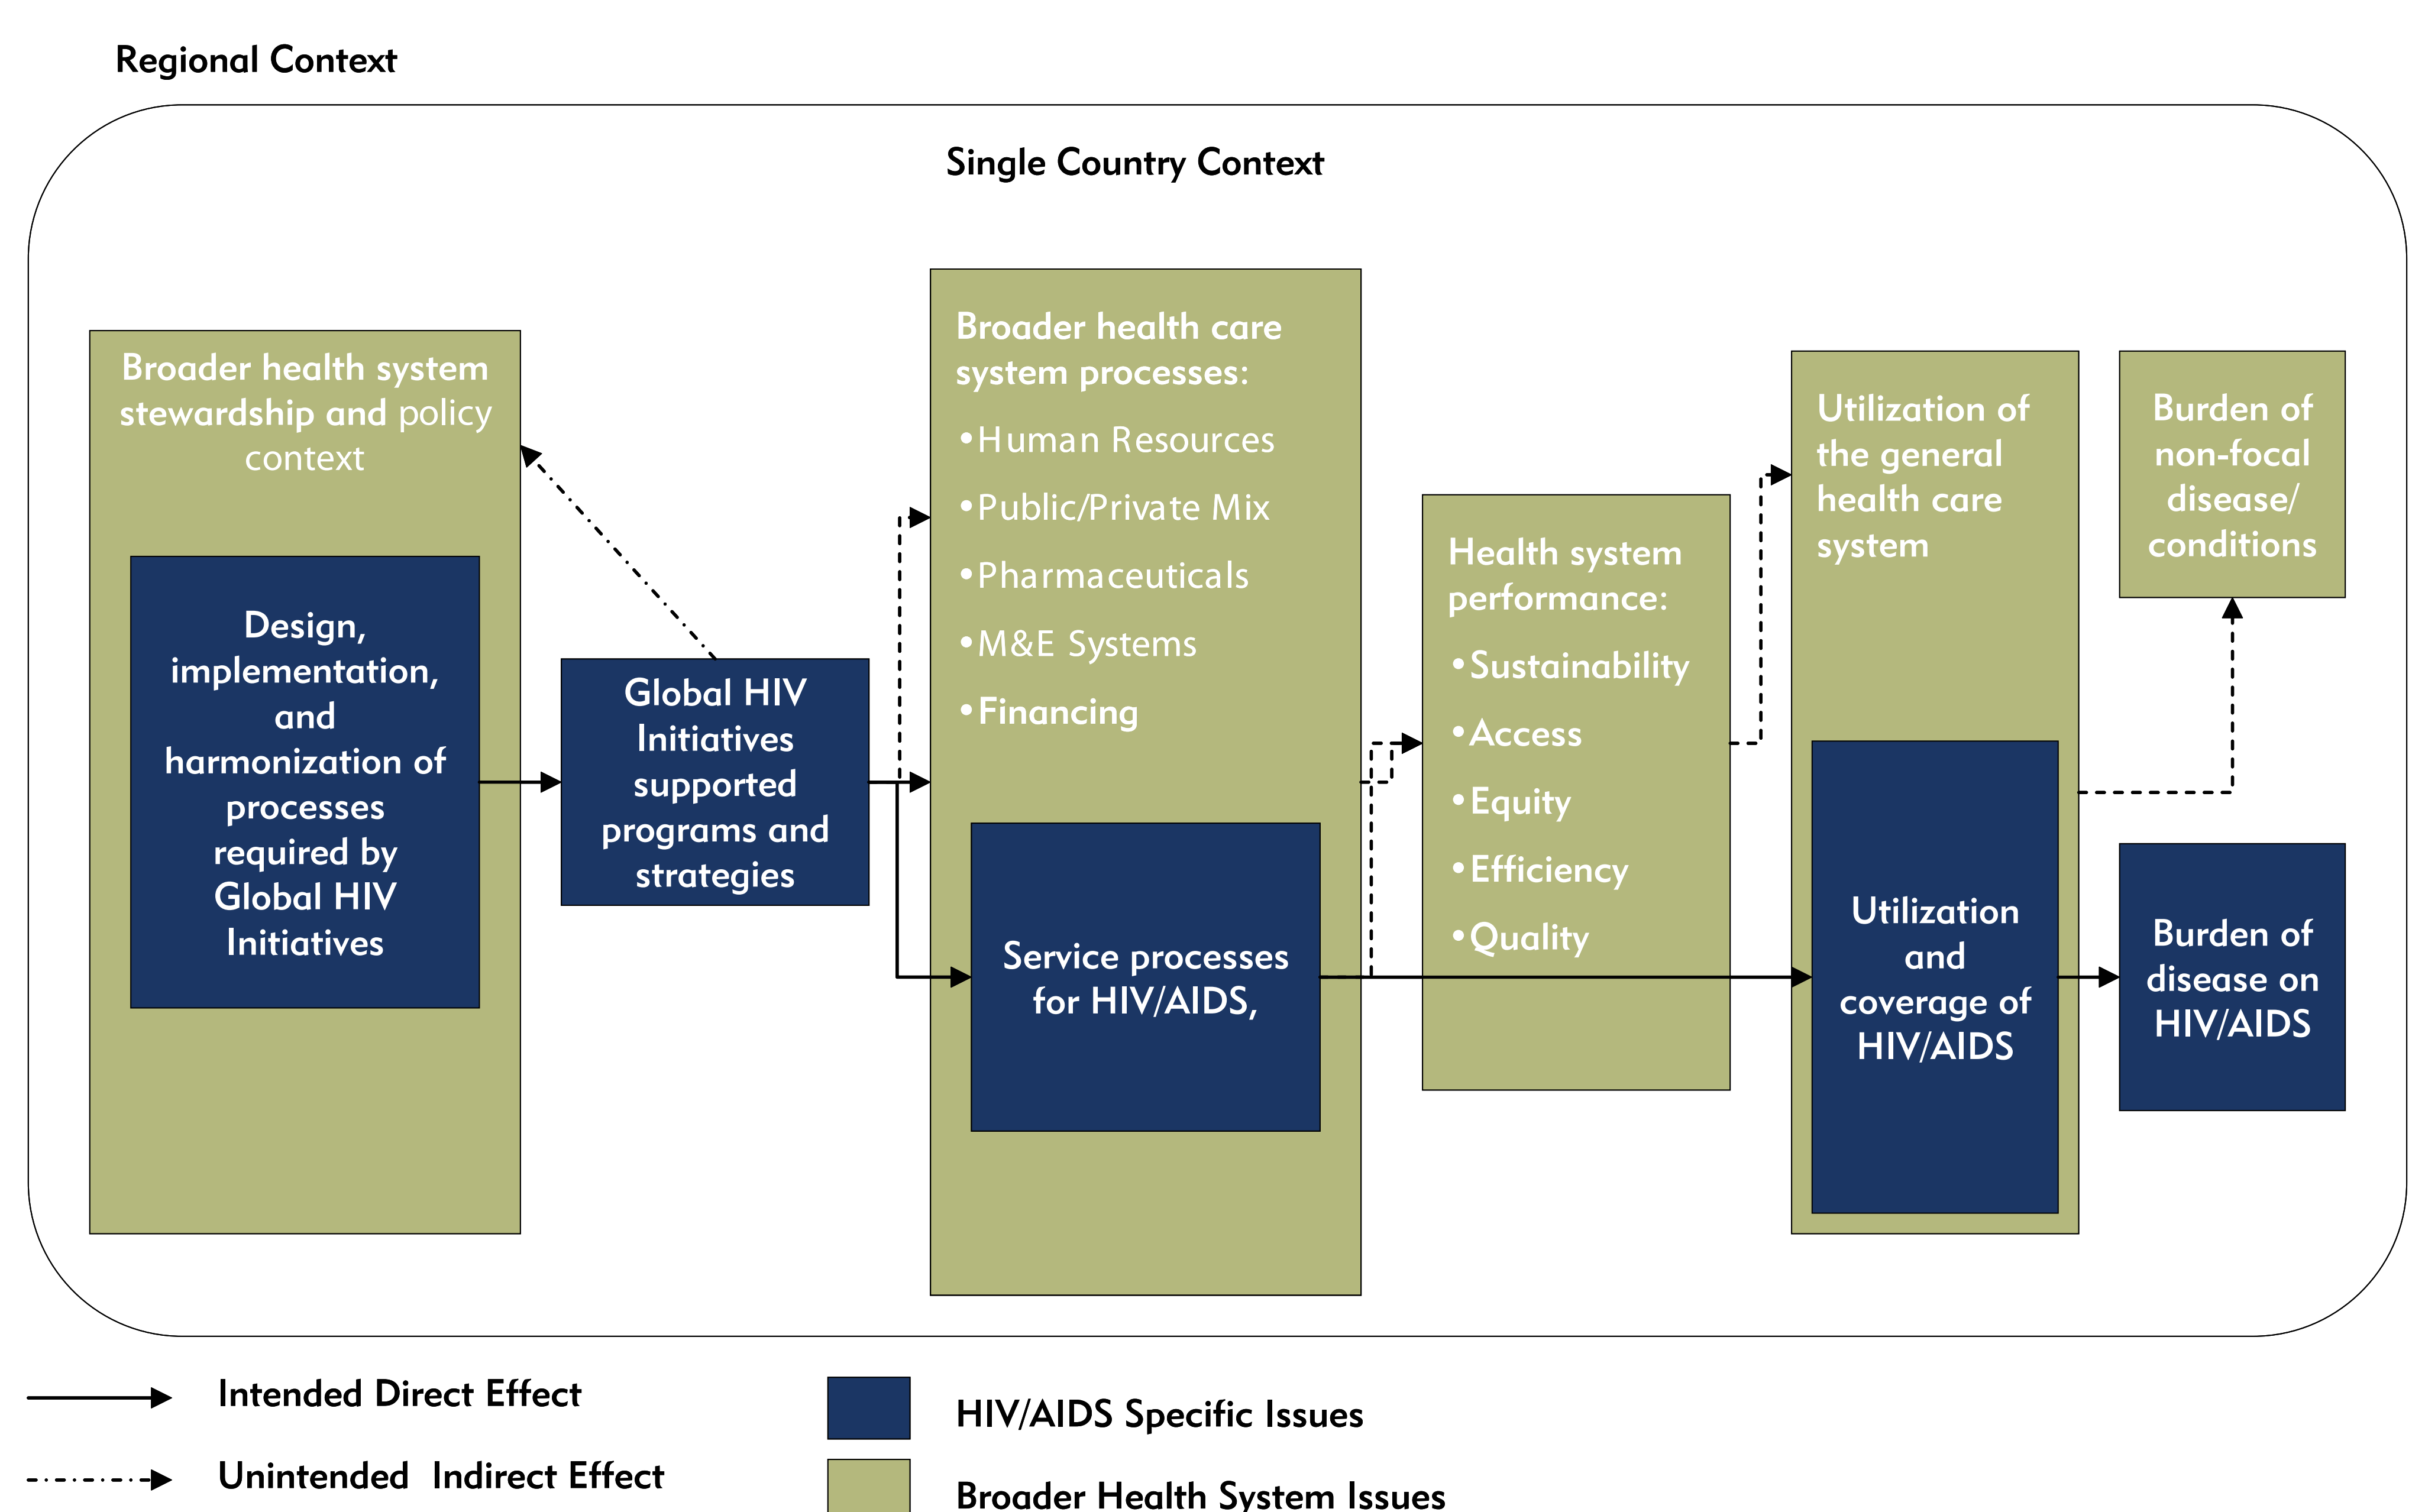 Regional Context
Single Country Context
Broader health system
stewardship and policy
context
Design,
implementation,
and
harmonization of
processes
required by
Global HIV
Initiatives
Global HIV
Initiatives
supported
programs and
strategies
Broader health care
system processes:
•Human Resources
•Public/Private Mix
•Pharmaceuticals
•M&E Systems
•Financing
Service processes
for HIV/AIDS,
Health system
performance:
•Sustainability
•Access
•Equity
•Efficiency
•Quality
Utilization of
the general
health care
system
Utilization
and
coverage of
HIV/AIDS
Burden of
non-focal
disease/
conditions
Burden of
disease on
HIV/AIDS
Intended Direct Effect
Unintended Indirect Effect
HIV/AIDS Specific Issues
Broader Health System Issues